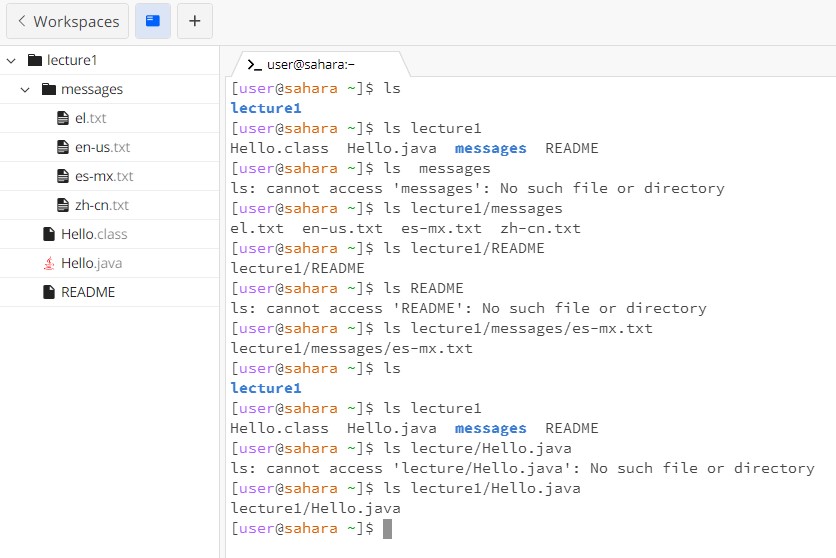 Workspaces
+
lecture1
messages
el.txt
en-us.txt
es-mx.txt
zh-cn.txt
Hello.class
Hello.java
README
user@sahara:~
[user@sahara ~]$ ls
lecture1
[user@sahara ~]$ ls lecture1
Hello.class  Hello.java  messages  README
[user@sahara ~]$ ls  messages
ls: cannot access 'messages': No such file or directory
[user@sahara ~]$ ls lecture1/messages
el.txt  en-us.txt  es-mx.txt  zh-cn.txt
[user@sahara ~]$ ls lecture1/README
lecture1/README
[user@sahara ~]$ ls README
ls: cannot access 'README': No such file or directory
[user@sahara ~]$ ls lecture1/messages/es-mx.txt
lecture1/messages/es-mx.txt
[user@sahara ~]$ ls
lecture1
[user@sahara ~]$ ls lecture1
Hello.class  Hello.java  messages  README
[user@sahara ~]$ ls lecture/Hello.java
ls: cannot access 'lecture/Hello.java': No such file or directory
[user@sahara ~]$ ls lecture1/Hello.java
lecture1/Hello.java
[user@sahara ~]$